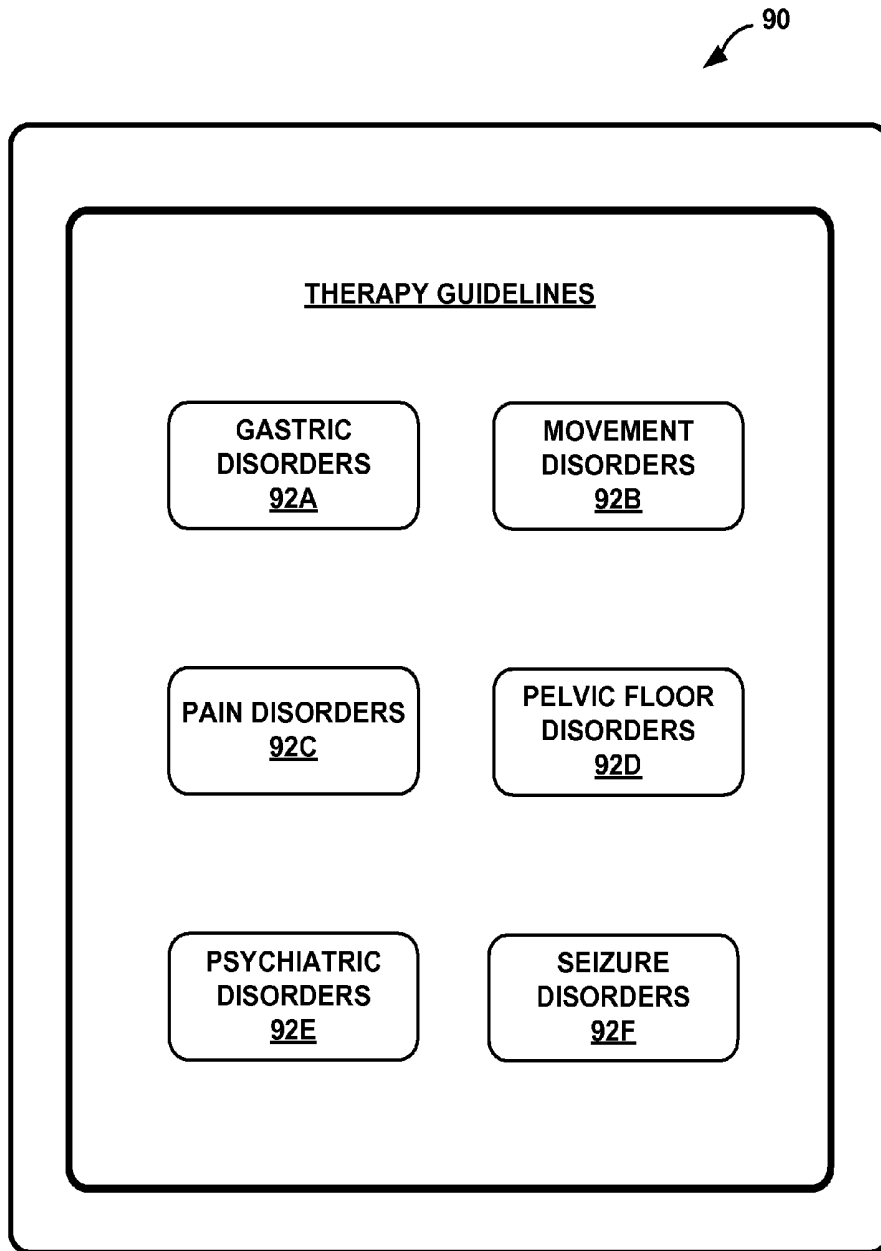 90
THERAPY GUIDELINES
GASTRIC
DISORDERS
92A
MOVEMENT
DISORDERS
92B
PAIN DISORDERS
92C
PELVIC FLOOR
DISORDERS
92D
PSYCHIATRIC
DISORDERS
92E
SEIZURE
DISORDERS
92F